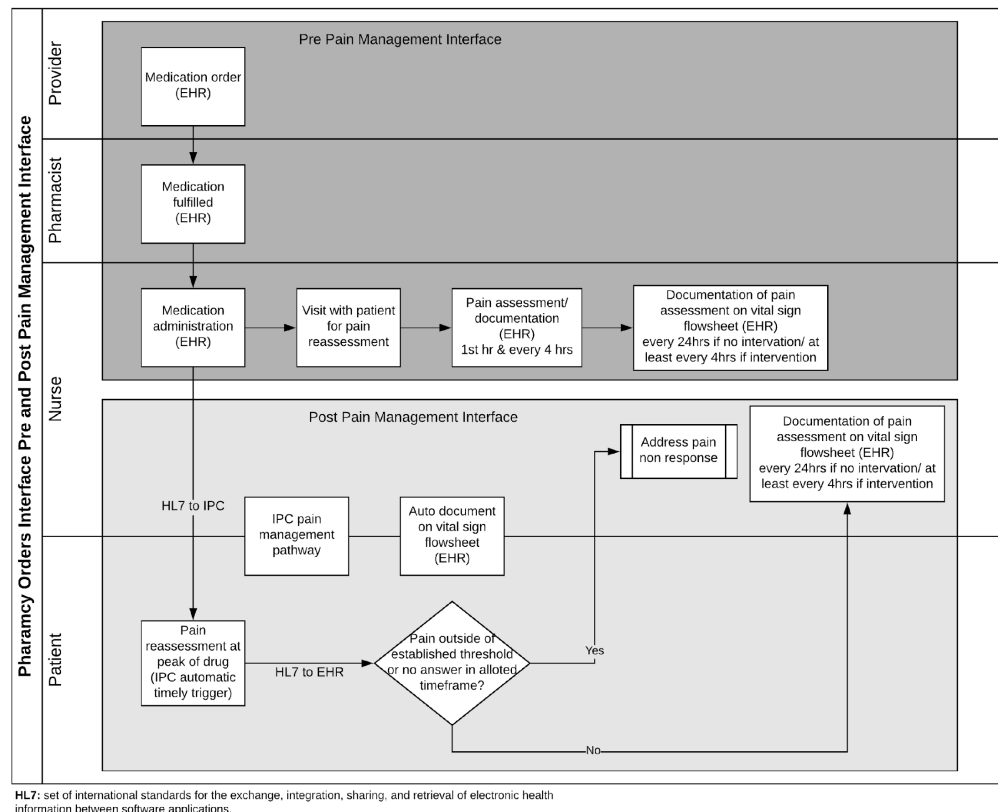 Pharamcy Orders Interface Pre and Post Pain Management Interface
Provider
Pre Pain Management Interface
Medication order
(EHR)
Pharmacist
Medication
fulfilled
(EHR)
Nurse
Medication
administration
(EHR)
Visit with patient
for pain
reassessment
Pain assessment/
documentation
(EHR)
1st hr & every 4 hrs
Documentation of pain
assessment on vital sign
flowsheet (EHR)
every 24hrs if no intervation/ at
least every 4hrs if intervention
Post Pain Management Interface
Address pain
non response
Documentation of pain
assessment on vital sign
flowsheet (EHR)
every 24hrs if no intervation/ at
least every 4hrs if intervention
HL7 to IPC
IPC pain
management
pathway
Auto document
on vital sign
flowsheet
(EHR)
Patient
Pain
reassessment at
peak of drug
(IPC automatic
timely trigger)
HL7 to EHR
Pain outside of
established threshold
or no answer in alloted
timeframe?
Yes
No
HL7: set of international standards for the exchange, integration, sharing, and retrieval of electronic health
information between software applications.